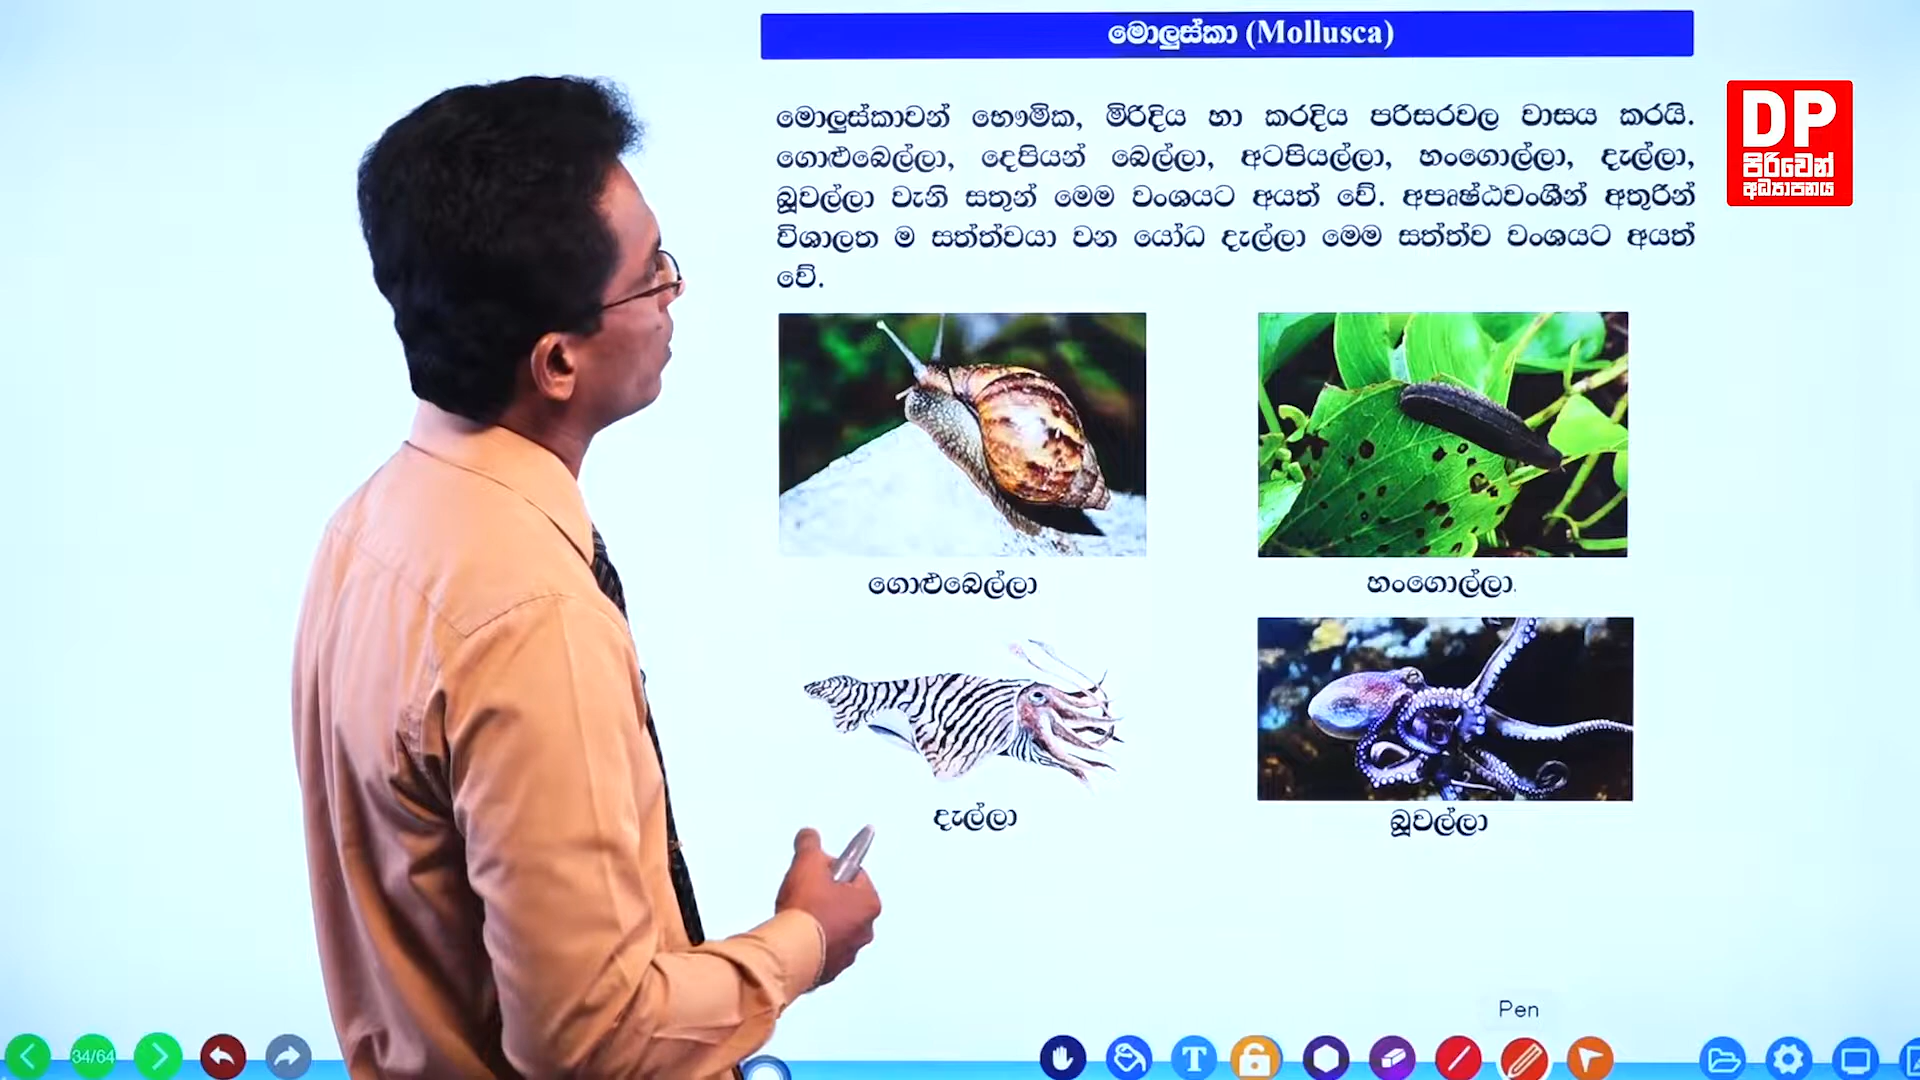 මොලුස්කා (Mollusca)
මොලුස්කාවන් භෞමික, මිරිදිය හා කරදිය පරිසරවල වාසය කරයි.
ගොළුබෙල්ලා, දෙපියන් බෙල්ලා, අටපියල්ලා, හංගොල්ලා, දැල්ලා,
බූවල්ලා වැනි සතුන් මෙම වංශයට අයත් වේ. අපෘෂ්ඨවංශීන් අතුරින්
විශාලත ම සත්ත්වයා වන යෝධ දැල්ලා මෙම සත්ත්ව වංශයට අයත්
වේ.
DP
පිරිවෙන්
අධ්‍යාපනය
ගොළුබෙල්ලා
හංගොල්ලා
දැල්ලා
බූවල්ලා
Pen
34/64
T